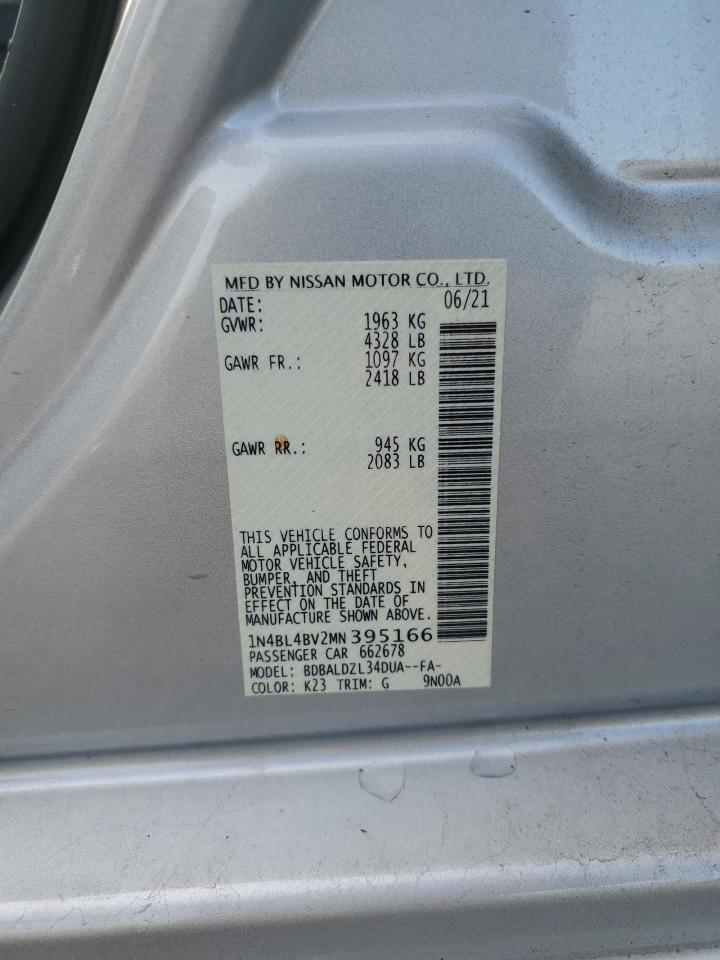 MFD BY NISSAN MOTOR CO., LTD.
DATE: 06/21
GVWR: 1963 KG
4328 LB
GAWR FR.: 1097 KG
2418 LB
GAWR RR.: 945 KG
2083 LB
THIS VEHICLE CONFORMS TO
ALL APPLICABLE FEDERAL
MOTOR VEHICLE SAFETY,
BUMPER, AND THEFT
PREVENTION STANDARDS IN
EFFECT ON THE DATE OF
MANUFACTURE SHOWN ABOVE.
1N4BL4BV2MN395166
PASSENGER CAR 662678
MODEL: BDBALDZL34DUA--FA-
COLOR: K23 TRIM: G 9N00A